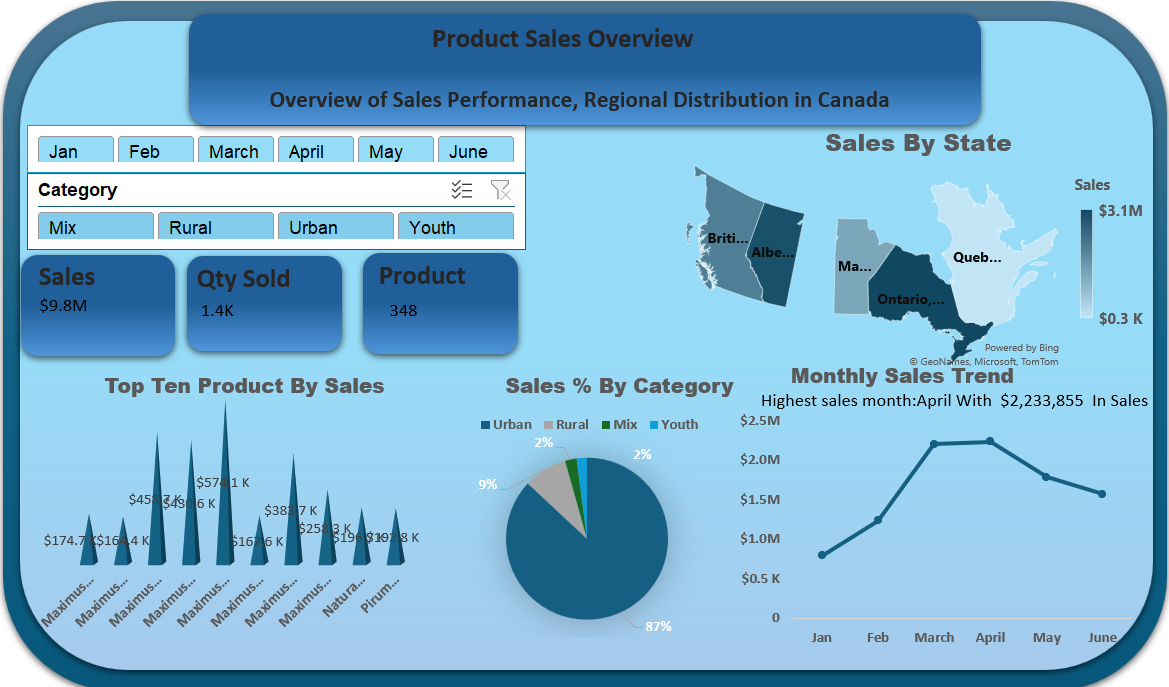 Product Sales Overview
Overview of Sales Performance, Regional Distribution in Canada
Jan
Feb
March
April
May
June
Category
Mix
Rural
Urban
Youth
Sales
$9.8M
Qty Sold
1.4K
Product
348
Sales By State
Briti...
Albe...
Ma...
Ontario,...
Queb...
Sales
$3.1M
$0.3 K
Powered by Bing
© GeoNames, Microsoft, TomTom
Top Ten Product By Sales
$174.7 K
$164.4 K
$430.6 K
$574.1 K
$167.6 K
$383.7 K
$258.3 K
$192.8 K
Maximus...
Maximus...
Maximus...
Maximus...
Maximus...
Maximus...
Maximus...
Maximus...
Natura...
Pirum...
Sales % By Category
Urban
Rural
Mix
Youth
2%
2%
9%
87%
Monthly Sales Trend
Highest sales month:April With $2,233,855 In Sales
$2.5M
$2.0M
$1.5M
$1.0M
$0.5 K
0
Jan
Feb
March
April
May
June